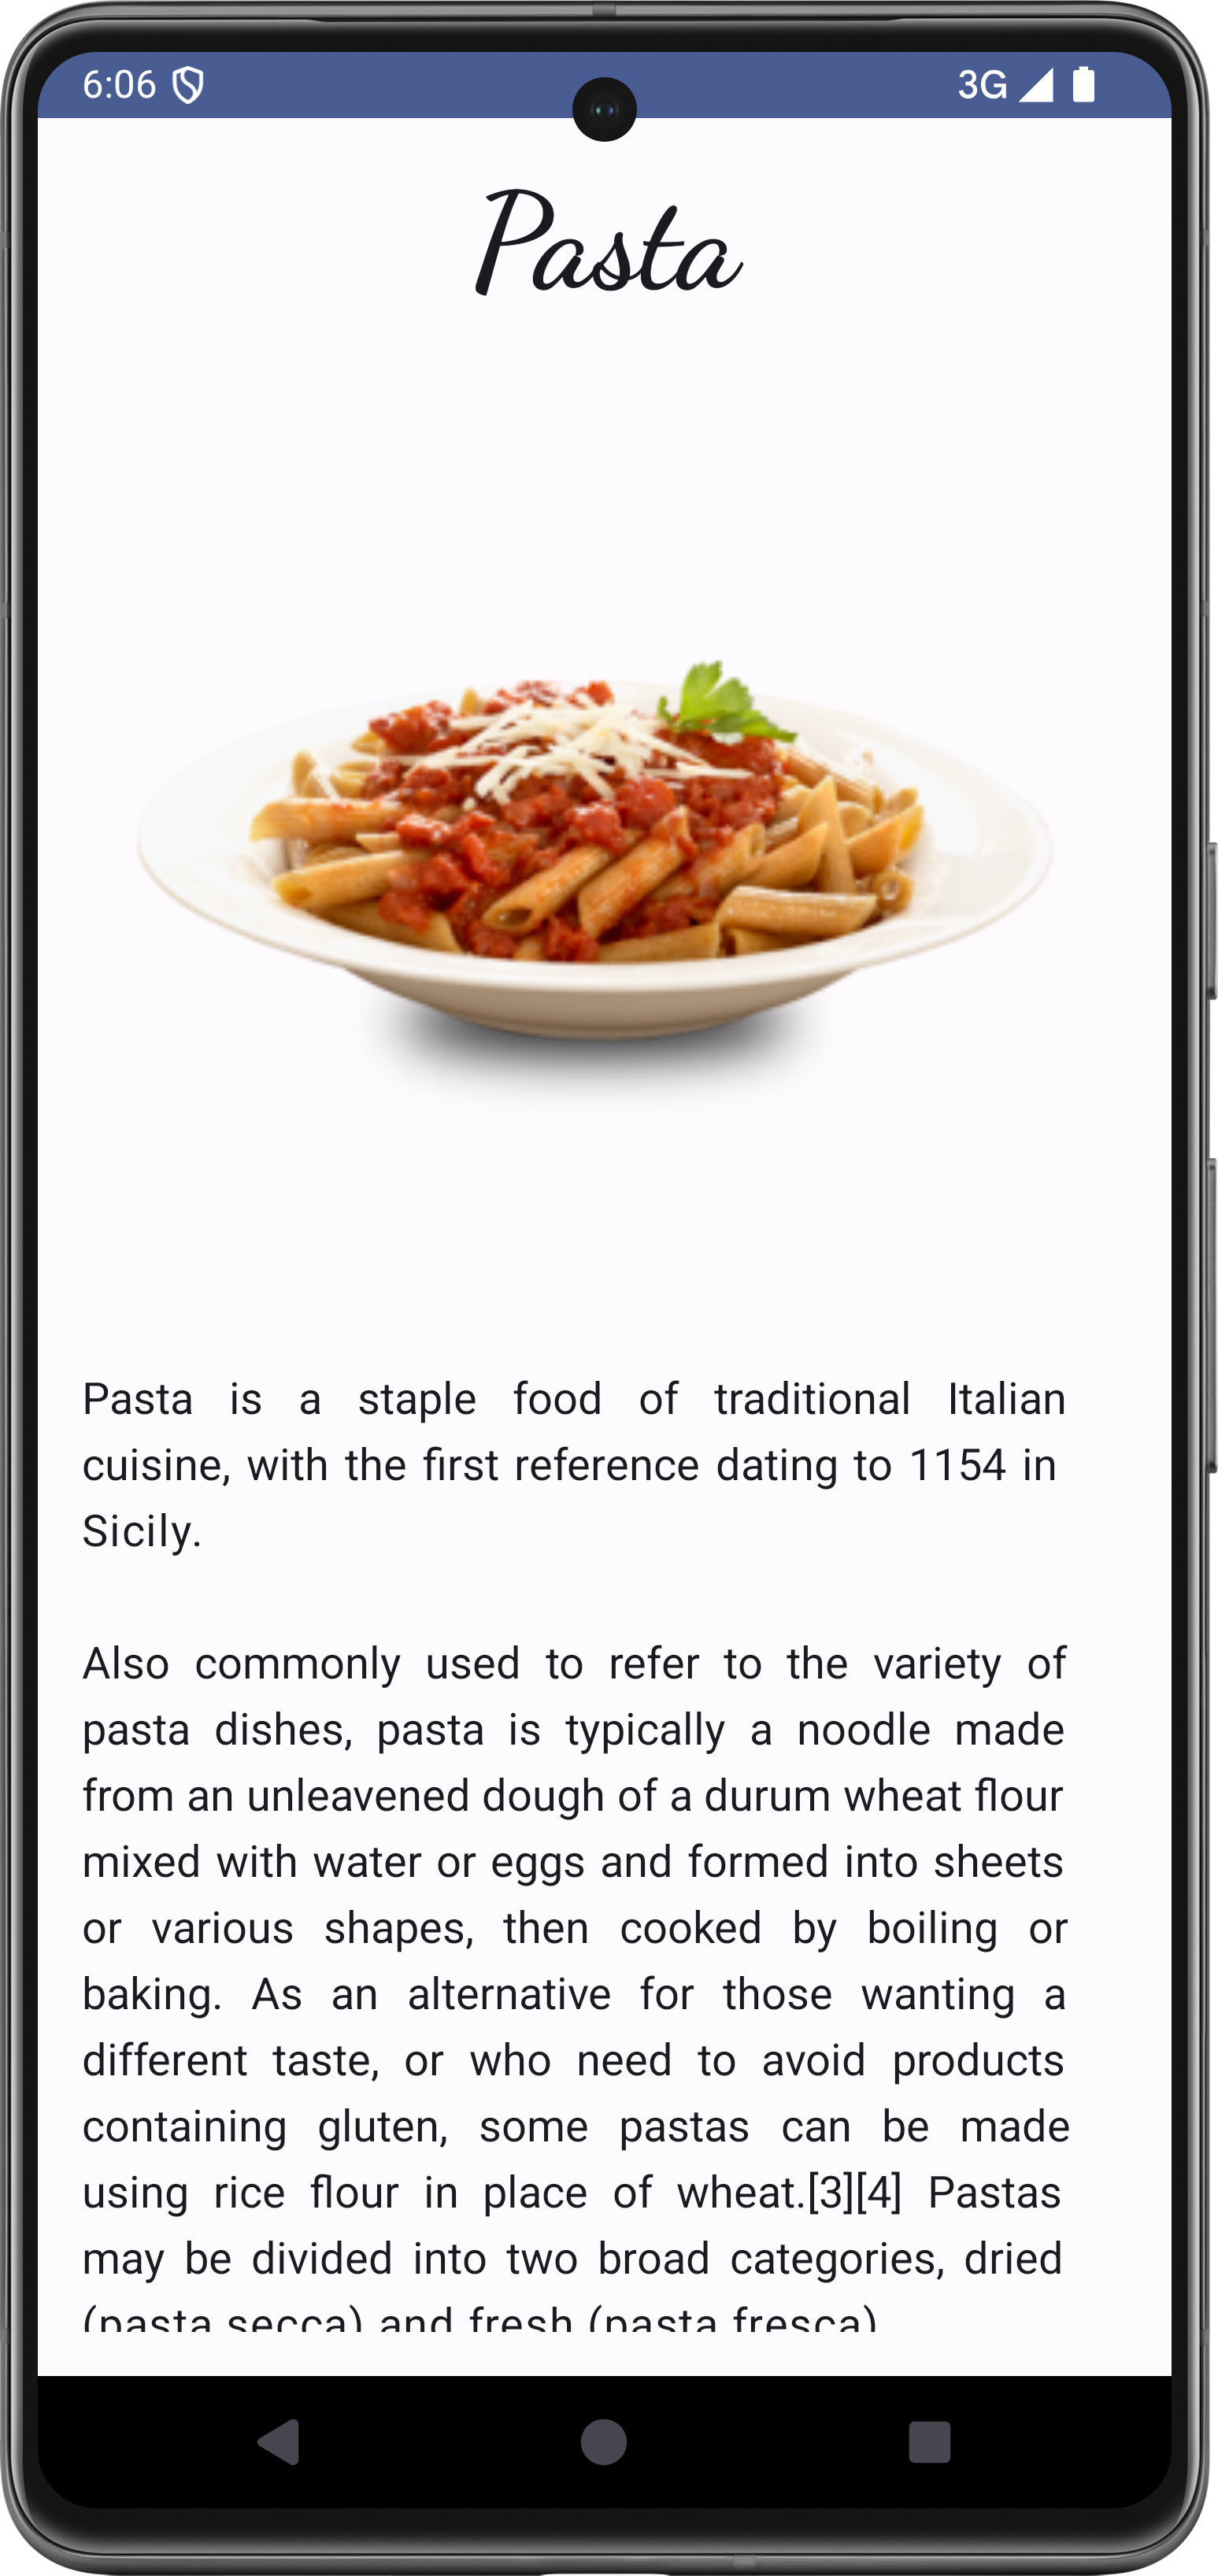 6:06
3G
Pasta
Pasta is a staple food of traditional Italian
cuisine, with the first reference dating to 1154 in
Sicily.
Also commonly used to refer to the variety of
pasta dishes, pasta is typically a noodle made
from an unleavened dough of a durum wheat flour
mixed with water or eggs and formed into sheets
or various shapes, then cooked by boiling or
baking. As an alternative for those wanting a
different taste, or who need to avoid products
containing gluten, some pastas can be made
using rice flour in place of wheat.[3][4] Pastas
may be divided into two broad categories, dried
(pasta secca) and fresh (pasta fresca)